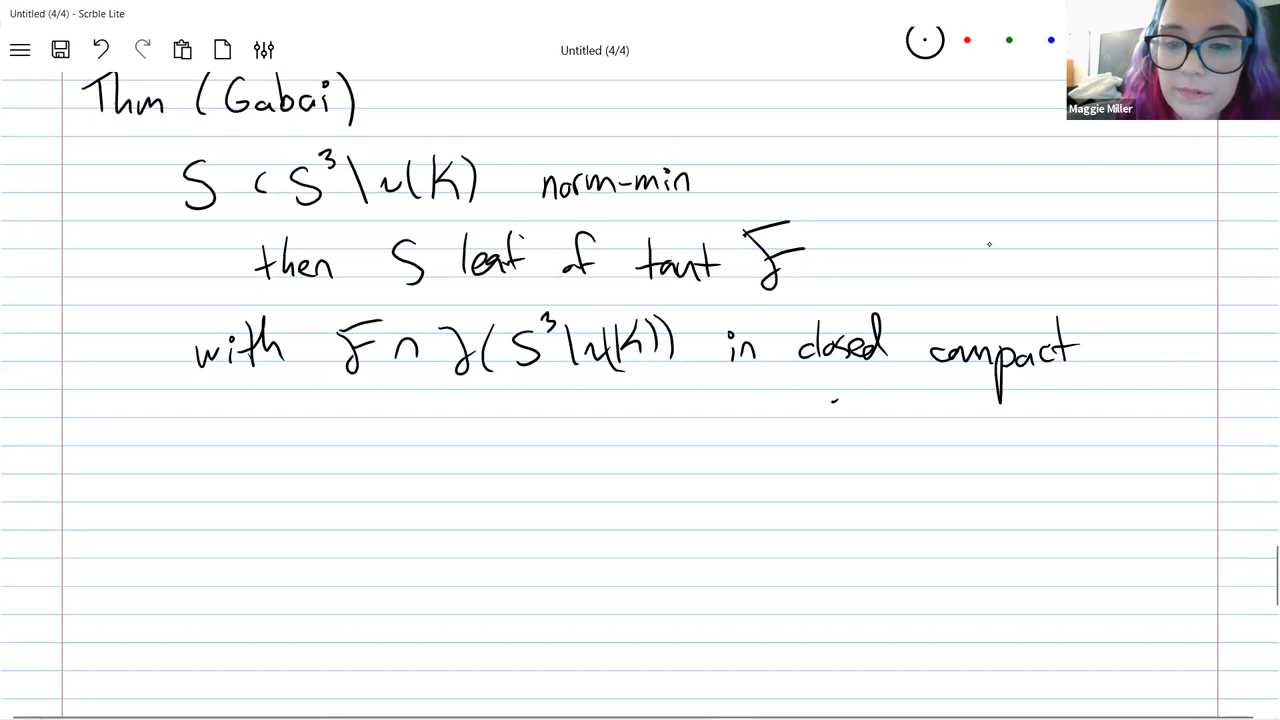 Untitled (4/4) - Scrble Lite
Untitled (4/4)
Maggie Miller
Thm (Gabai)
S ⊂ S³ \ ν(K) norm-min
then S leaf of taut F
with F ∩ ∂(S³ \ ν(K)) in closed compact